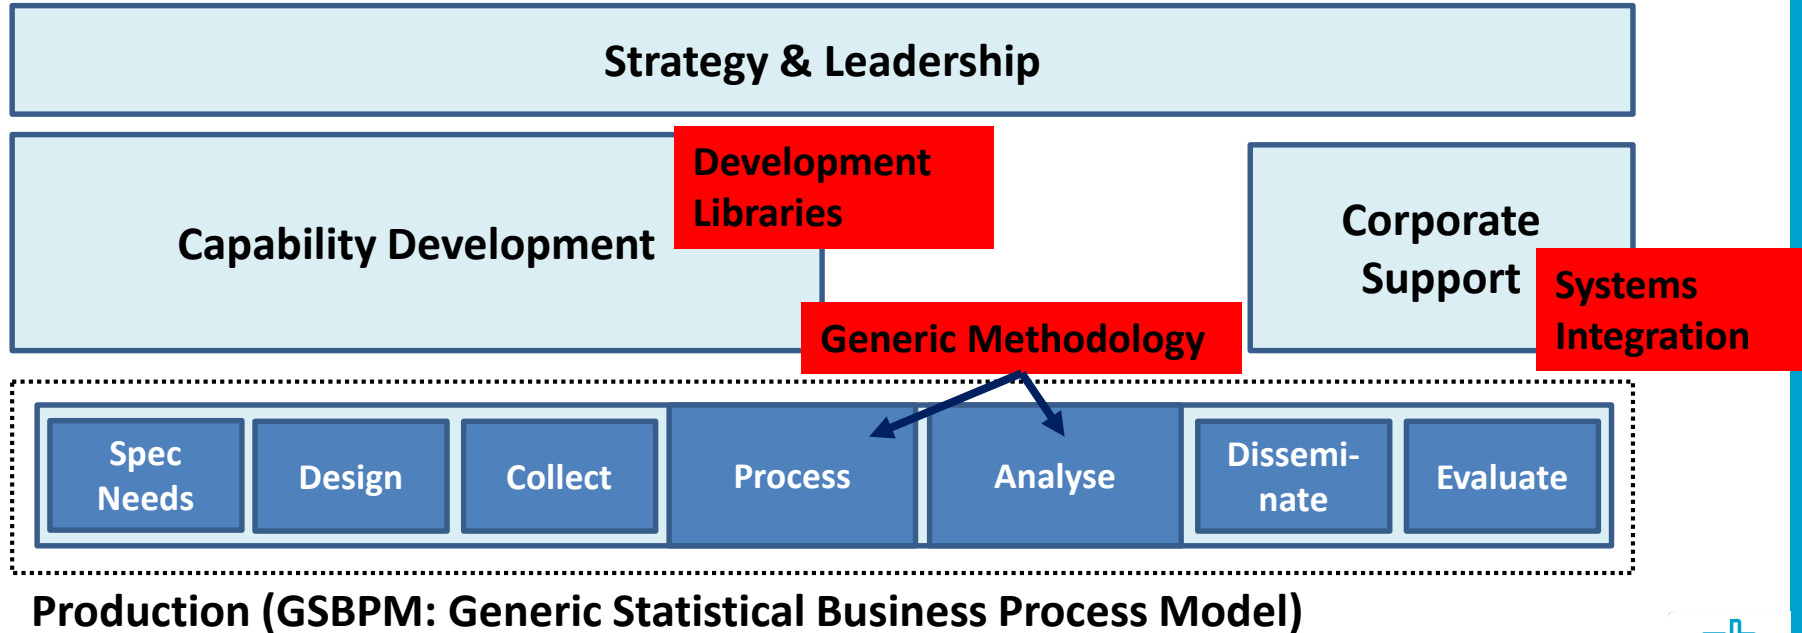 Strategy & Leadership
Development
Libraries
Capability Development
Corporate
Support
Systems
Integration
Generic Methodology
Spec
Needs
Design
Collect
Process
Analyse
Dissemi-
nate
Evaluate
Production (GSBPM: Generic Statistical Business Process Model)